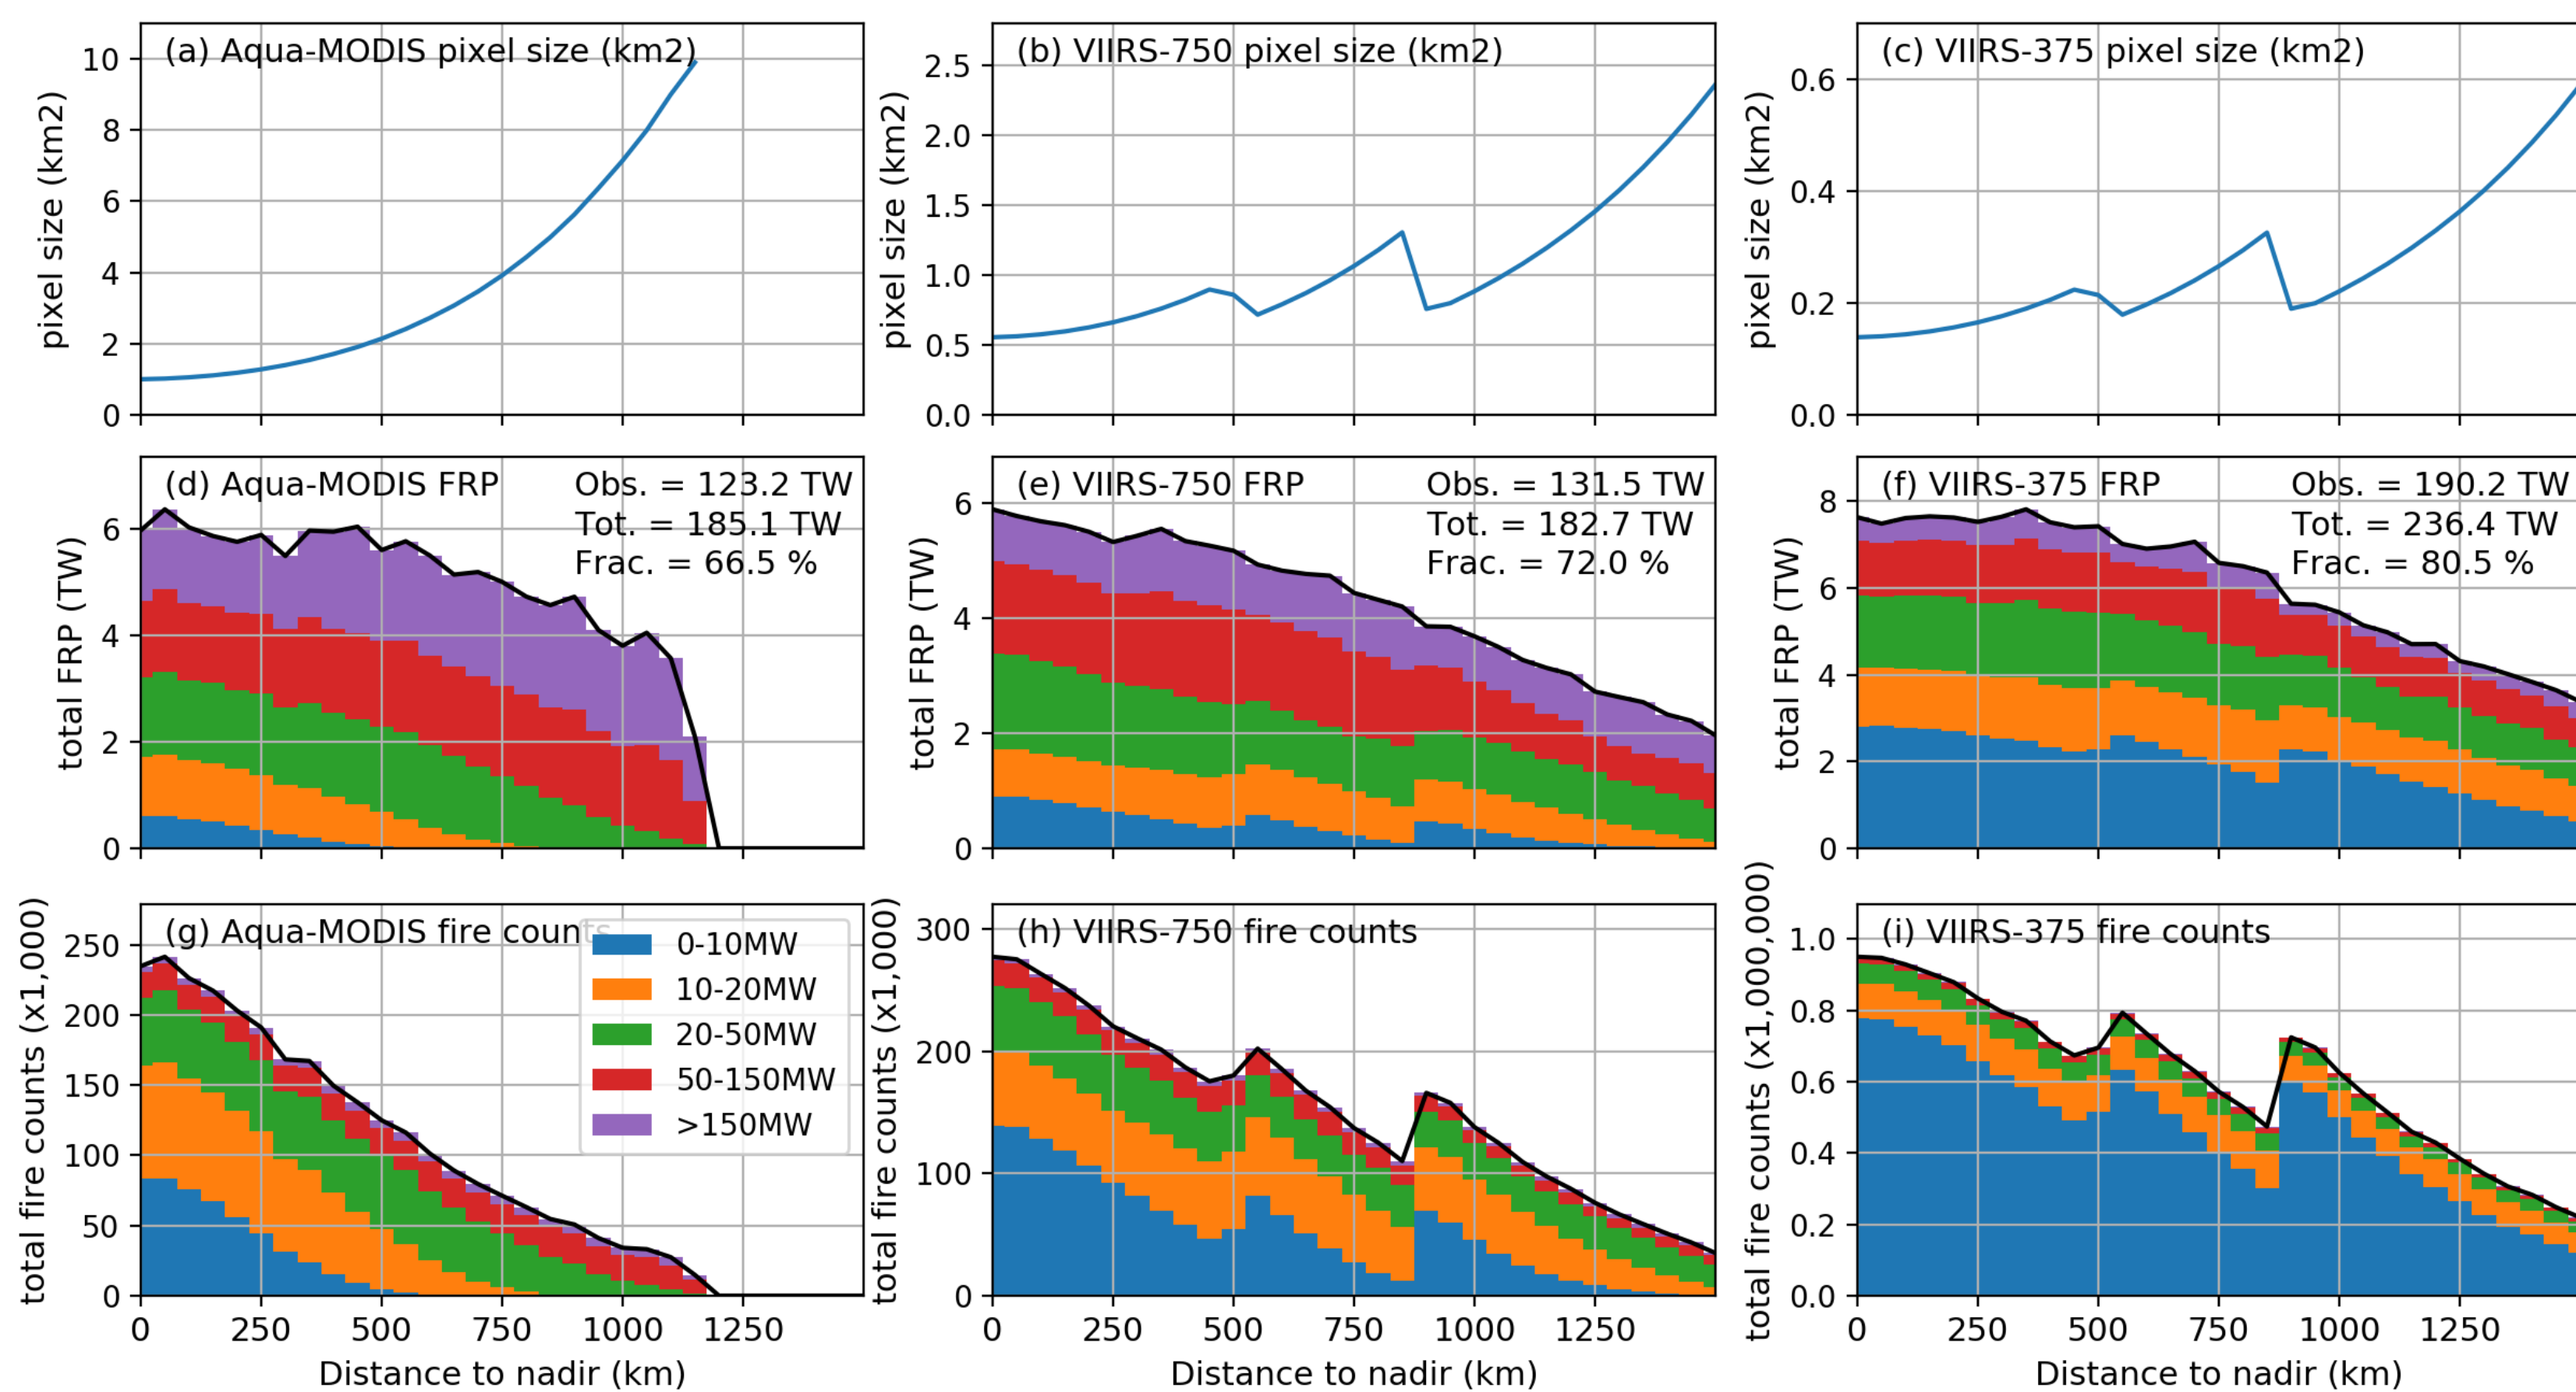 (a) Aqua-MODIS pixel size (km2)
pixel size (km2)
10
8
6
4
2
0
(b) VIIRS-750 pixel size (km2)
pixel size (km2)
2.5
2.0
1.5
1.0
0.5
0.0
(c) VIIRS-375 pixel size (km2)
pixel size (km2)
0.6
0.4
0.2
0.0
(d) Aqua-MODIS FRP
Obs. = 123.2 TW
Tot. = 185.1 TW
Frac. = 66.5 %
total FRP (TW)
6
4
2
0
(e) VIIRS-750 FRP
Obs. = 131.5 TW
Tot. = 182.7 TW
Frac. = 72.0 %
total FRP (TW)
6
4
2
0
(f) VIIRS-375 FRP
Obs. = 190.2 TW
Tot. = 236.4 TW
Frac. = 80.5 %
total FRP (TW)
8
6
4
2
0
(g) Aqua-MODIS fire counts
0-10MW
10-20MW
20-50MW
50-150MW
>150MW
total fire counts (x1,000)
250
200
150
100
50
0
0 250 500 750 1000 1250
Distance to nadir (km)
(h) VIIRS-750 fire counts
total fire counts (x1,000)
300
200
100
0
0 250 500 750 1000 1250
Distance to nadir (km)
(i) VIIRS-375 fire counts
total fire counts (x1,000,000)
1.0
0.8
0.6
0.4
0.2
0.0
0 250 500 750 1000 1250
Distance to nadir (km)